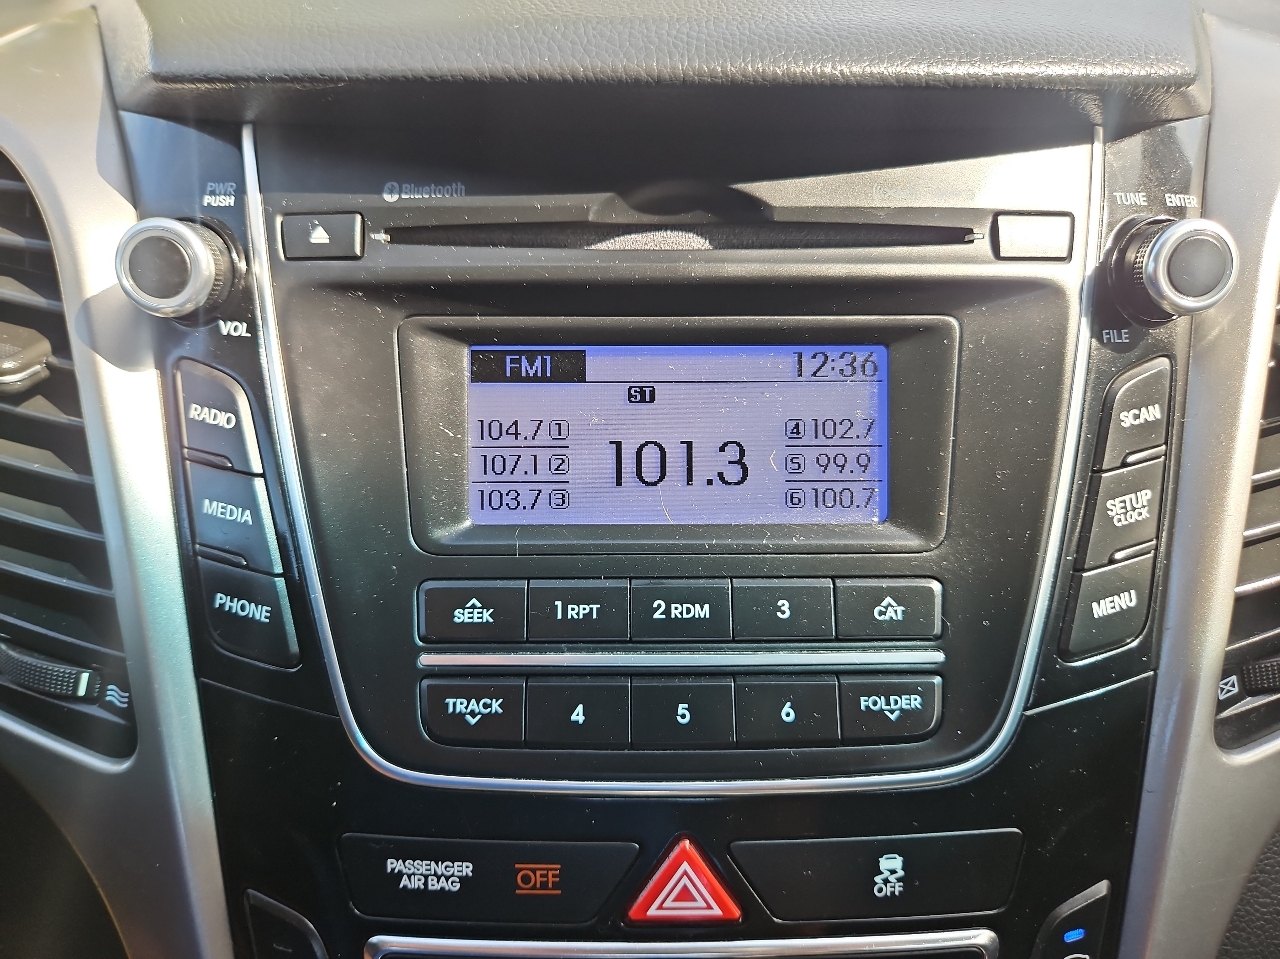 Bluetooth
PWR
PUSH
VOL
TUNE ENTER
FILE
FM1 12:36
ST
104.7 1
107.1 2
103.7 3
101.3
4 102.7
5 99.9
6 100.7
RADIO
MEDIA
PHONE
SCAN
SETUP
CLOCK
MENU
SEEK 1 RPT 2 RDM 3 CAT
TRACK 4 5 6 FOLDER
PASSENGER
AIR BAG
OFF
OFF